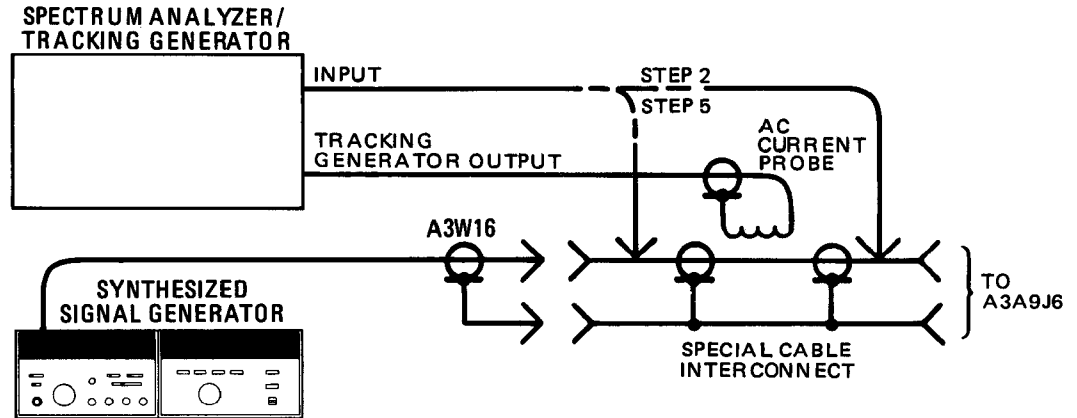 SPECTRUM ANALYZER/
TRACKING GENERATOR
INPUT
STEP 2
STEP 5
TRACKING
GENERATOR OUTPUT
AC
CURRENT
PROBE
A3W16
SYNTHESIZED
SIGNAL GENERATOR
TO
A3A9J6
SPECIAL CABLE
INTERCONNECT